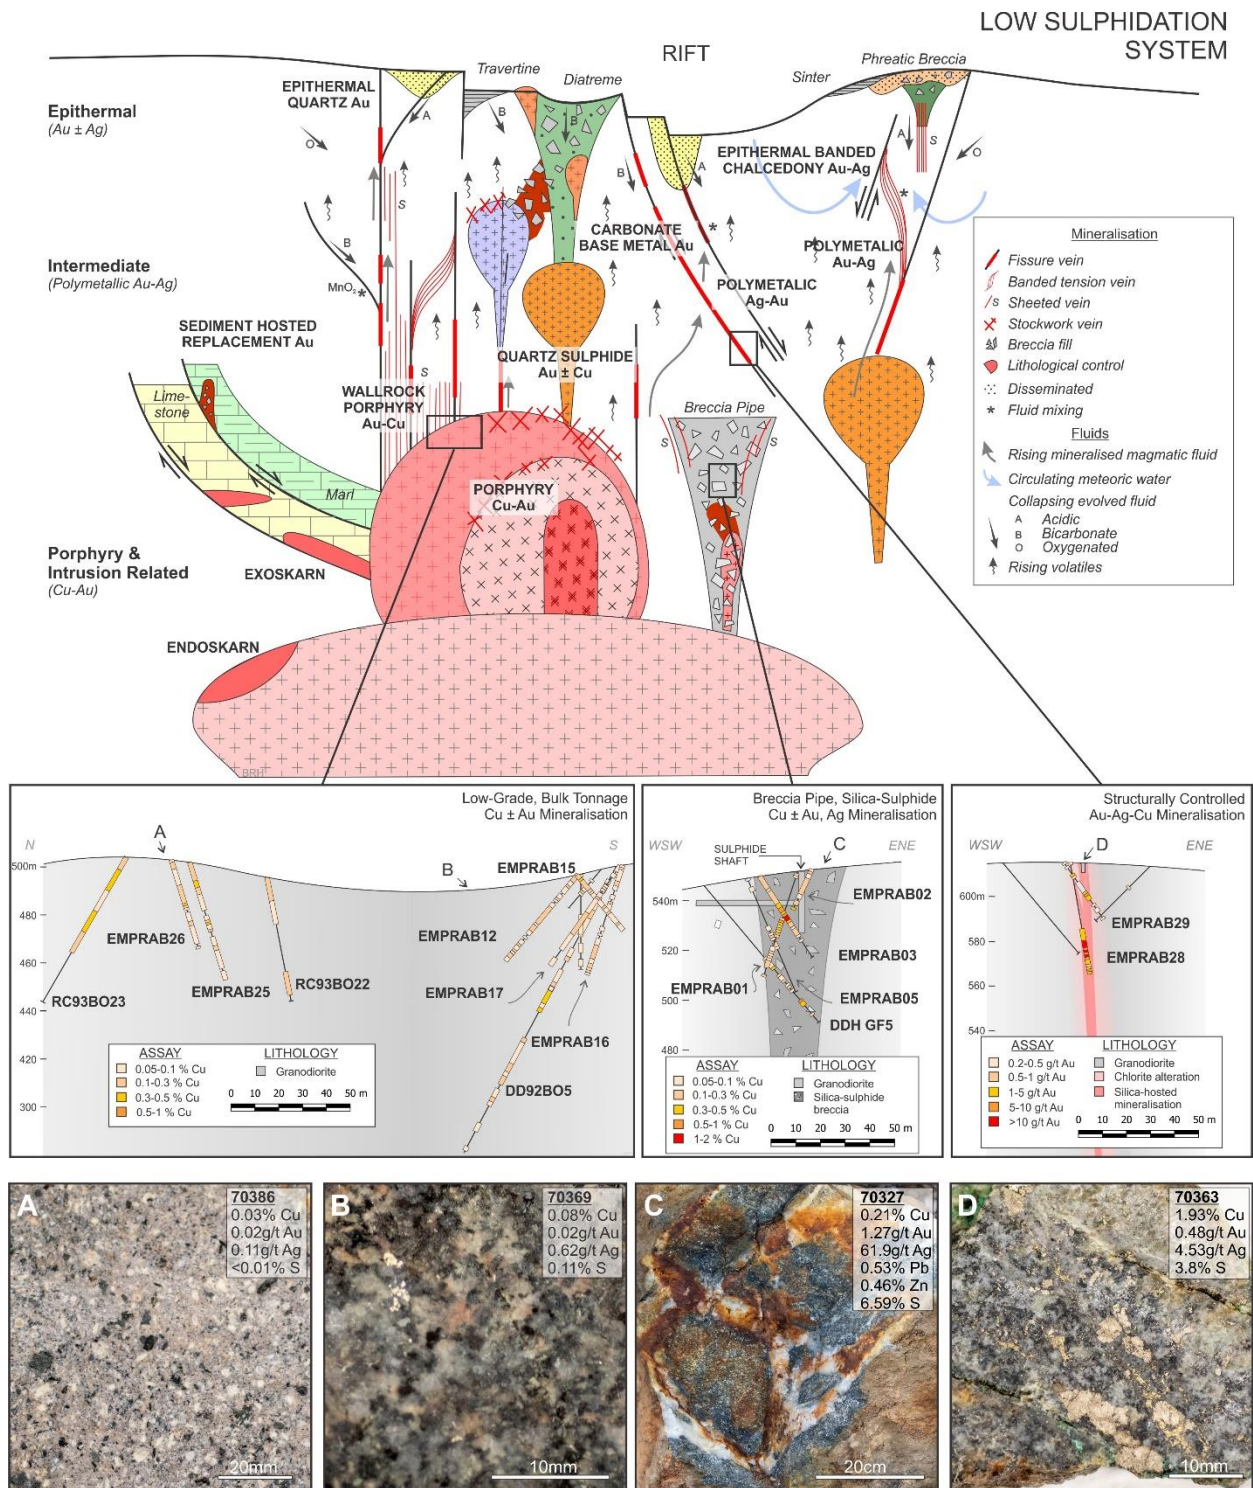 LOW SULPHIDATION
SYSTEM
RIFT
Travertine
Diatreme
Sinter
Phreatic Breccia
Epithermal
(Au ± Ag)
EPITHERMAL
QUARTZ Au
A
B
B
O
S
B
A
A
S
O
EPITHERMAL BANDED
CHALCEDONY Au-Ag
*
CARBONATE
BASE METAL Au
*
POLYMETALIC
Au-Ag
Intermediate
(Polymetallic Au-Ag)
B
MnO₂*
POLYMETALIC
Ag-Au
SEDIMENT HOSTED
REPLACEMENT Au
QUARTZ SULPHIDE
Au ± Cu
S
WALLROCK
PORPHYRY
Au-Cu
Lime-
stone
Marl
Breccia Pipe
S
S
PORPHYRY
Cu-Au
Porphyry &
Intrusion Related
(Cu-Au)
EXOSKARN
ENDOSKARN
BRH
Mineralisation
Fissure vein
Banded tension vein
S Sheeted vein
Stockwork vein
Breccia fill
Lithological control
Disseminated
* Fluid mixing
Fluids
Rising mineralised magmatic fluid
Circulating meteoric water
Collapsing evolved fluid
A Acidic
B Bicarbonate
O Oxygenated
Rising volatiles
Low-Grade, Bulk Tonnage
Cu ± Au Mineralisation
N
S
A
B
500m
480
460
440
420
300
EMPRAB15
EMPRAB12
EMPRAB26
EMPRAB25
RC93BO22
RC93BO23
EMPRAB17
EMPRAB16
DD92BO5
ASSAY
0.05-0.1 % Cu
0.1-0.3 % Cu
0.3-0.5 % Cu
0.5-1 % Cu
LITHOLOGY
Granodiorite
0 10 20 30 40 50 m
Breccia Pipe, Silica-Sulphide
Cu ± Au, Ag Mineralisation
WSW
ENE
SULPHIDE
SHAFT
C
540m
520
500
480
EMPRAB02
EMPRAB03
EMPRAB01
EMPRAB05
DDH GF5
ASSAY
0.05-0.1 % Cu
0.1-0.3 % Cu
0.3-0.5 % Cu
0.5-1 % Cu
1-2 % Cu
LITHOLOGY
Granodiorite
Silica-sulphide
breccia
0 10 20 30 40 50 m
Structurally Controlled
Au-Ag-Cu Mineralisation
WSW
ENE
D
600m
580
560
540
EMPRAB29
EMPRAB28
ASSAY
0.2-0.5 g/t Au
0.5-1 g/t Au
1-5 g/t Au
5-10 g/t Au
>10 g/t Au
LITHOLOGY
Granodiorite
Chlorite alteration
Silica-hosted
mineralisation
0 10 20 30 40 50 m
A
70386
0.03% Cu
0.02g/t Au
0.11g/t Ag
<0.01% S
20mm
B
70369
0.08% Cu
0.02g/t Au
0.62g/t Ag
0.11% S
10mm
C
70327
0.21% Cu
1.27g/t Au
61.9g/t Ag
0.53% Pb
0.46% Zn
6.59% S
20cm
D
70363
1.93% Cu
0.48g/t Au
4.53g/t Ag
3.8% S
10mm